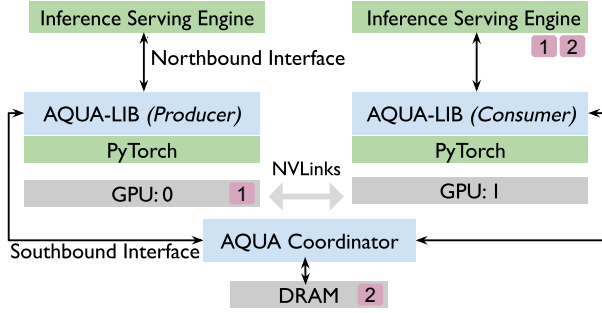 Inference Serving Engine
Inference Serving Engine
1 2
Northbound Interface
AQUA-LIB (Producer)
AQUA-LIB (Consumer)
PyTorch
PyTorch
NVLinks
GPU: 0 1
GPU: 1
Southbound Interface
AQUA Coordinator
DRAM 2